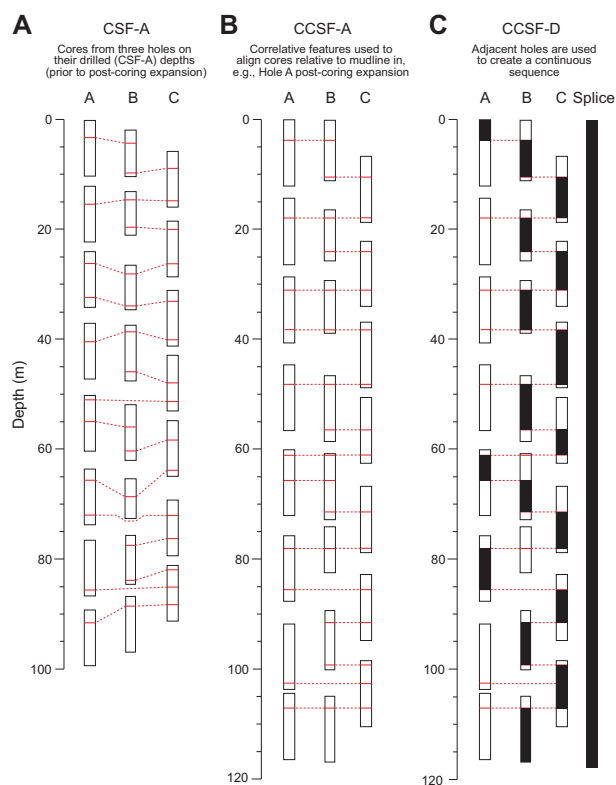 A
CSF-A
Cores from three holes on
their drilled (CSF-A) depths
(prior to post-coring expansion)
A B C
0
20
40
60
80
100
Depth (m)
B
CCSF-A
Correlative features used to
align cores relative to mudline in,
e.g., Hole A post-coring expansion
A B C
0
20
40
60
80
100
120
C
CCSF-D
Adjacent holes are used
to create a continuous
sequence
A B C Splice
0
20
40
60
80
100
120